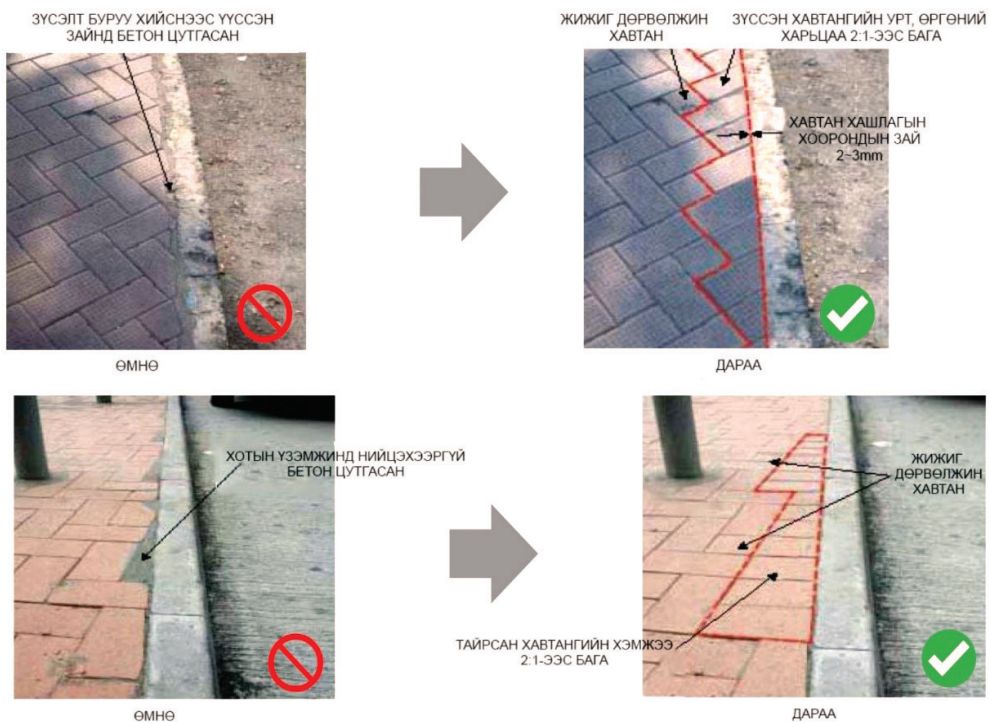 ЗҮСЭЛТ БУРУУ ХИЙСНЭЭС ҮҮССЭН
ЗАЙНД БЕТОН ЦУТГАСАН
ЖИЖИГ ДӨРВӨЛЖИН
ХАВТАН
ЗҮССЭН ХАВТАНГИЙН УРТ, ӨРГӨНИЙ
ХАРЬЦАА 2:1-ЭЭС БАГА
ХАВТАН ХАШЛАГЫН
ХООРОНДЫН ЗАЙ
2~3mm
ӨМНӨ
ДАРАА
ХОТЫН ҮЗЭМЖИНД НИЙЦЭХЭЭРГҮЙ
БЕТОН ЦУТГАСАН
ЖИЖИГ
ДӨРВӨЛЖИН
ХАВТАН
ТАЙРСАН ХАВТАНГИЙН ХЭМЖЭЭ
2:1-ЭЭС БАГА
ӨМНӨ
ДАРАА